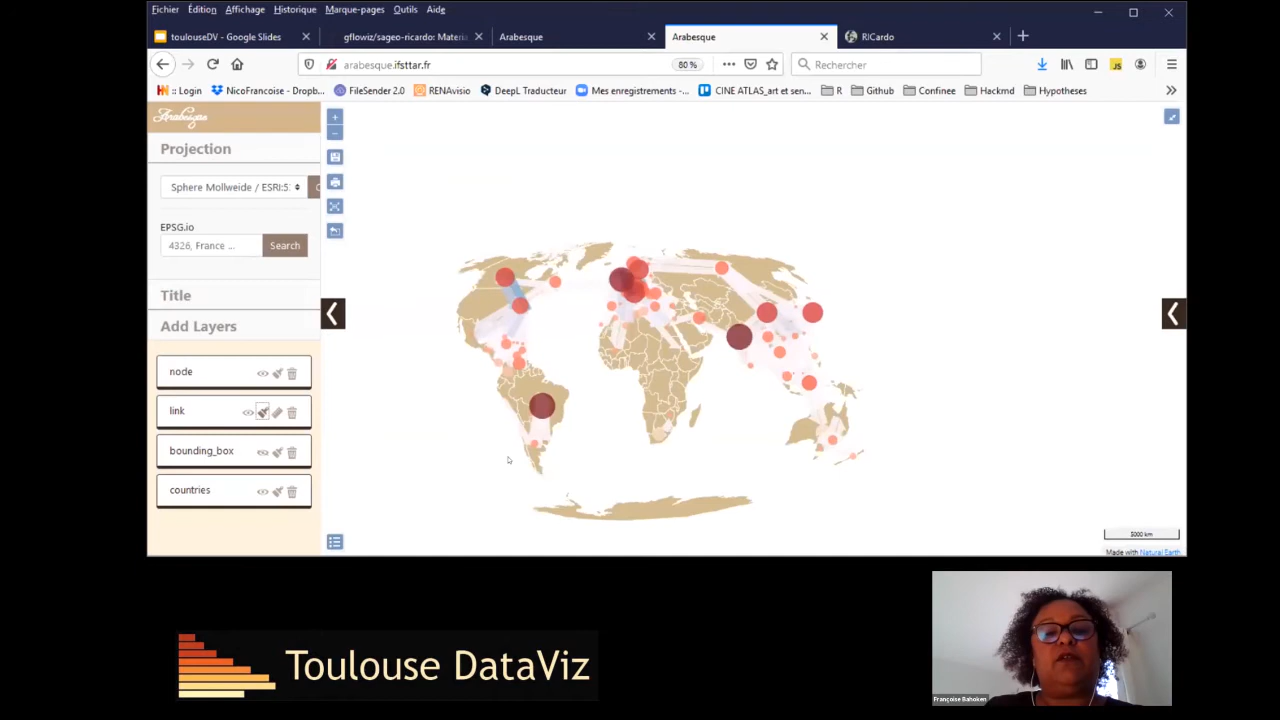 Fichier Édition Affichage Historique Marque-pages Outils Aide
toulouseDV - Google Slides
gflowiz/sageo-ricardo: Materia
Arabesque
Arabesque
RICardo
arabesque.ifsttar.fr
80 %
Rechercher
:: Login
NicoFrancoise - Dropb...
FileSender 2.0
RENAvisio
DeepL Traducteur
Mes enregistrements -...
CINE ATLAS_art et sen...
R
Github
Confinee
Hackmd
Hypotheses
Arabesque
Projection
Sphere Mollweide / ESRI:5
EPSG.io
4326, France ...
Search
Title
Add Layers
node
link
bounding_box
countries
5000 km
Made with Natural Earth
Toulouse DataViz
Françoise Bahoken